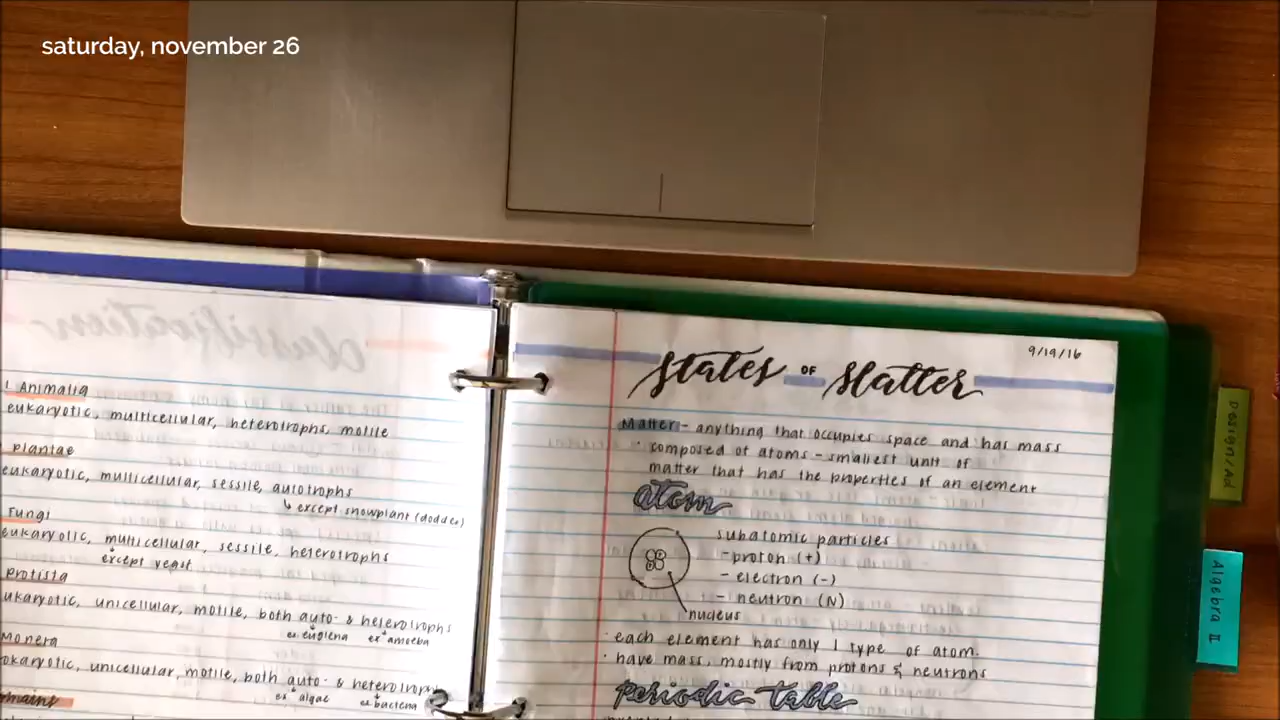 saturday, november 26
1 Animalia
eukaryotic, multicellular, heterotrophs, motile
Plantae
eukaryotic, multicellular, sessile, autotrophs
except snowplant (dodder)
Fungi
eukaryotic, multicellular, sessile, heterotrophs
except yeast
Protista
eukaryotic, unicellular, motile, both auto- & heterotrophs
ex: euglena ex: amoeba
Monera
prokaryotic, unicellular, motile, both auto- & heterotroph
ex: algae ex: bacteria
9/19/16
States OF Matter
Matter - anything that occupies space and has mass
· composed of atoms - smallest unit of
matter that has the properties of an element
atom
subatomic particles
- proton (+)
- electron (-)
- neutron (N)
nucleus
· each element has only 1 type of atom.
· have mass, mostly from protons & neutrons
Periodic table
Design/Ad
Algebra II